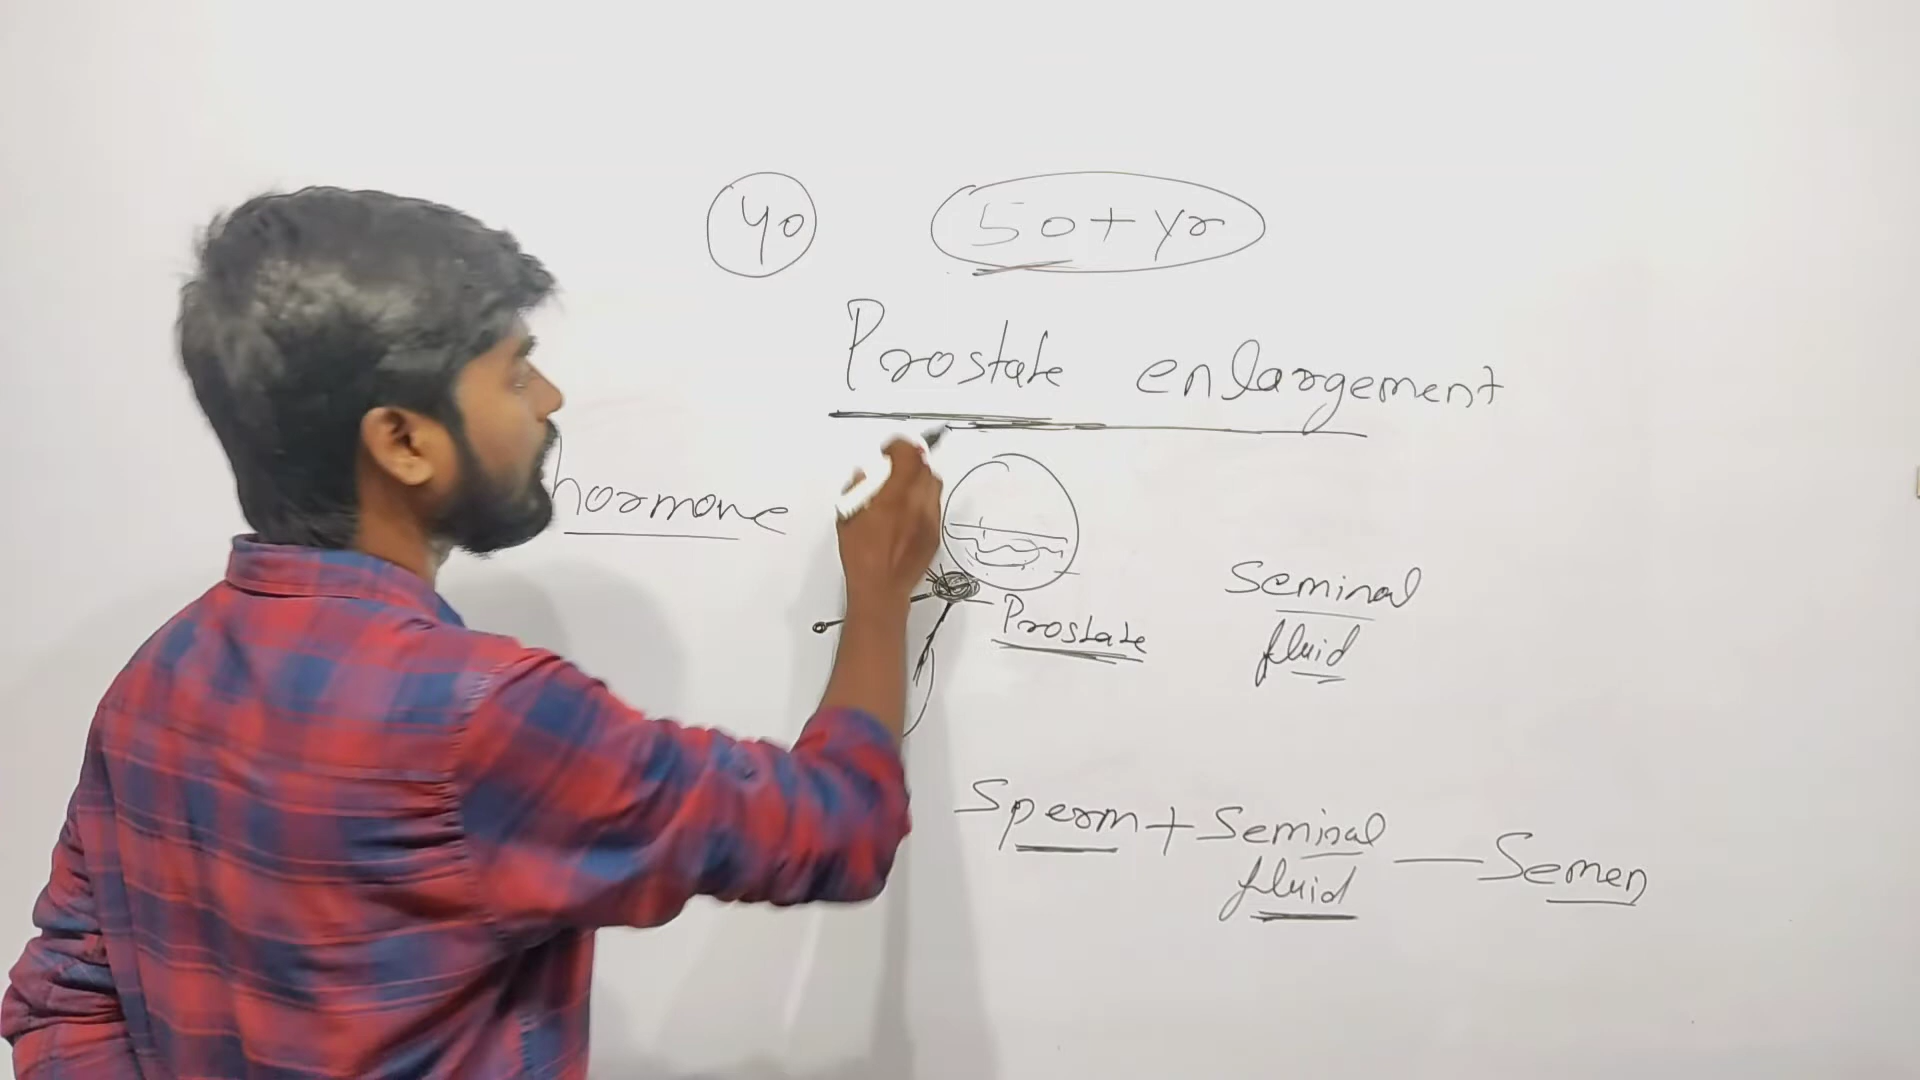 40
50+ yr
Prostate enlargement
hormone
Prostate
Seminal
fluid
Sperm + Seminal
fluid — Semen